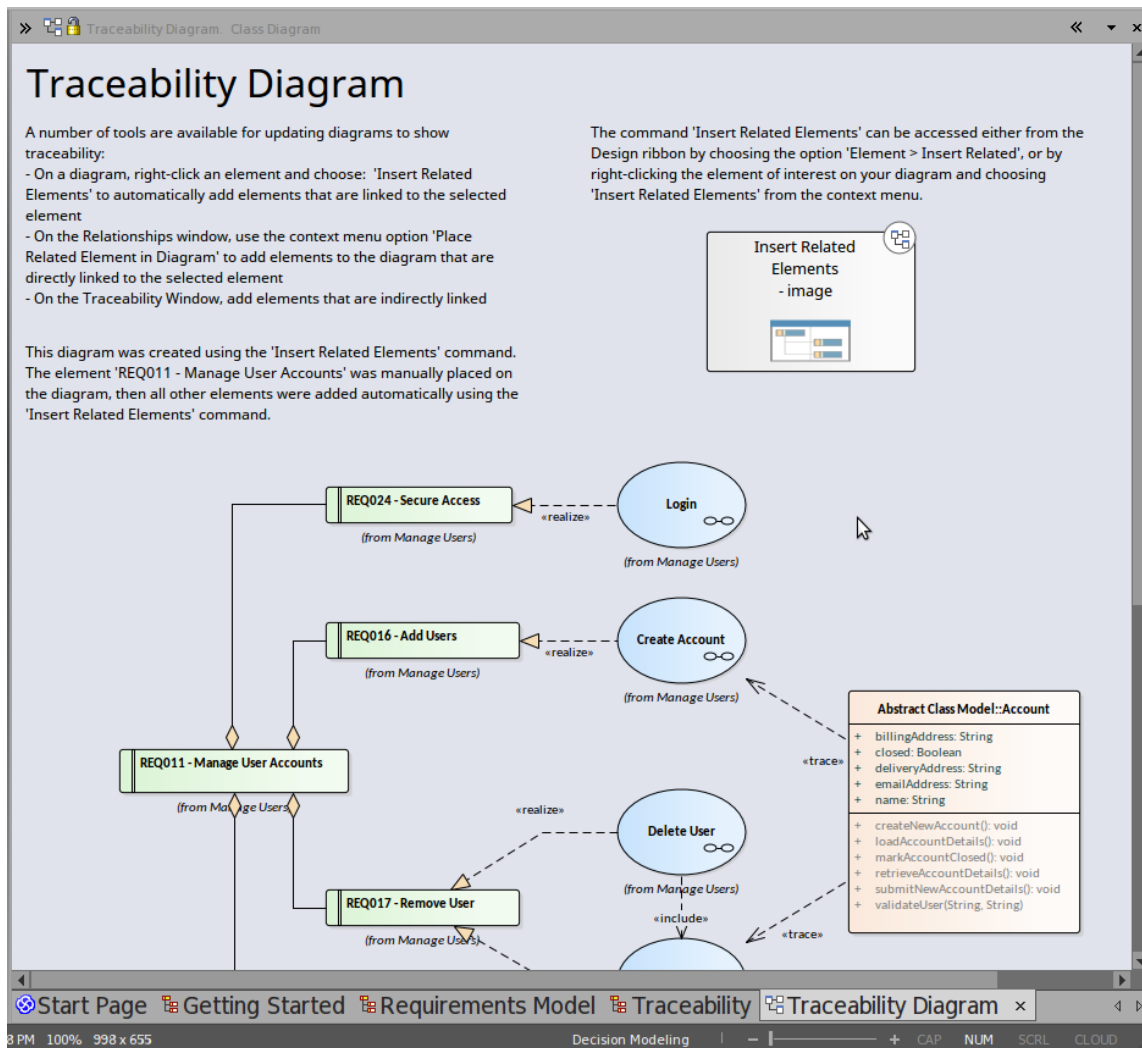 Traceability Diagram.  Class Diagram
Traceability Diagram
A number of tools are available for updating diagrams to show
traceability:
- On a diagram, right-click an element and choose:  'Insert Related
Elements' to automatically add elements that are linked to the selected
element
- On the Relationships window, use the context menu option 'Place
Related Element in Diagram' to add elements to the diagram that are
directly linked to the selected element
- On the Traceability Window, add elements that are indirectly linked
This diagram was created using the 'Insert Related Elements' command.
The element 'REQ011 - Manage User Accounts' was manually placed on
the diagram, then all other elements were added automatically using the
'Insert Related Elements' command.
The command 'Insert Related Elements' can be accessed either from the
Design ribbon by choosing the option 'Element > Insert Related', or by
right-clicking the element of interest on your diagram and choosing
'Insert Related Elements' from the context menu.
Insert Related
Elements
- image
REQ024 - Secure Access
(from Manage Users)
«realize»
Login
(from Manage Users)
REQ016 - Add Users
(from Manage Users)
«realize»
Create Account
(from Manage Users)
REQ011 - Manage User Accounts
(from Manage Users)
«trace»
Abstract Class Model::Account
+ billingAddress: String
+ closed: Boolean
+ deliveryAddress: String
+ emailAddress: String
+ name: String
+ createNewAccount(): void
+ loadAccountDetails(): void
+ markAccountClosed(): void
+ retrieveAccountDetails(): void
+ submitNewAccountDetails(): void
+ validateUser(String, String)
«realize»
Delete User
(from Manage Users)
REQ017 - Remove User
(from Manage Users)
«include»
«trace»
Start Page Getting Started Requirements Model Traceability Traceability Diagram
8 PM 100% 998 x 655 Decision Modeling CAP NUM SCRL CLOUD